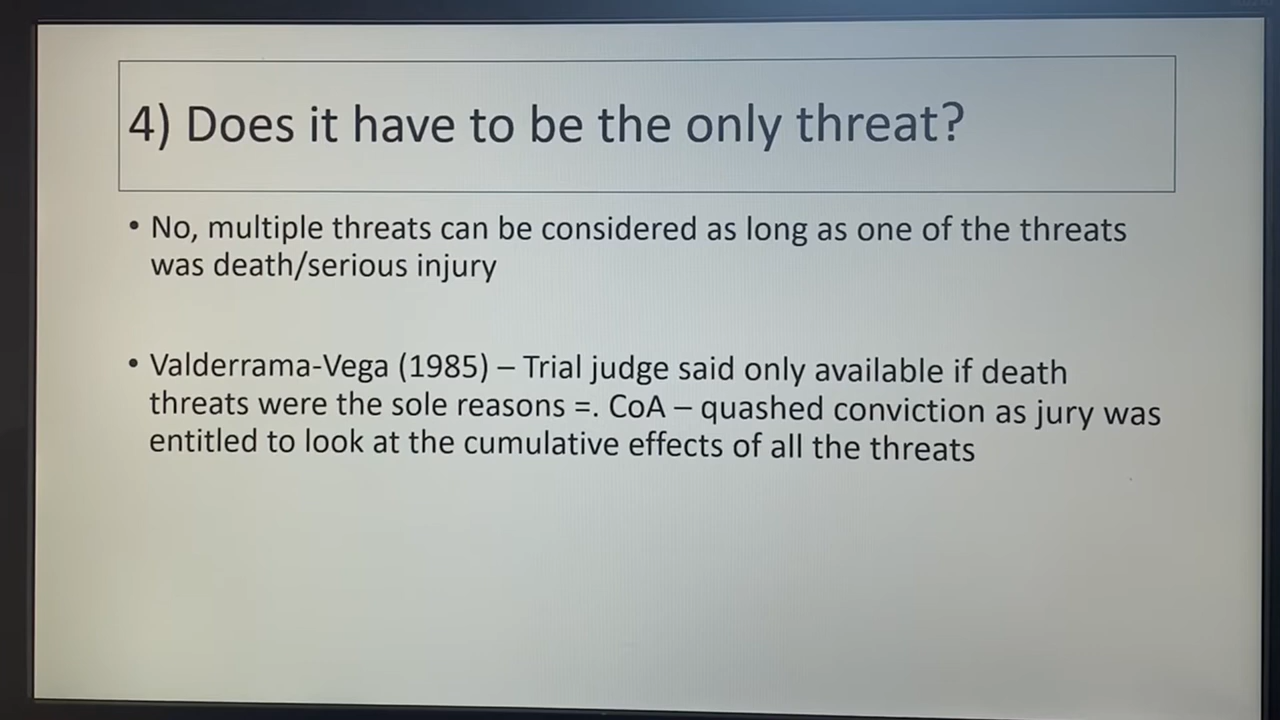 4) Does it have to be the only threat?
• No, multiple threats can be considered as long as one of the threats
was death/serious injury
• Valderrama-Vega (1985) – Trial judge said only available if death
threats were the sole reasons =. CoA – quashed conviction as jury was
entitled to look at the cumulative effects of all the threats